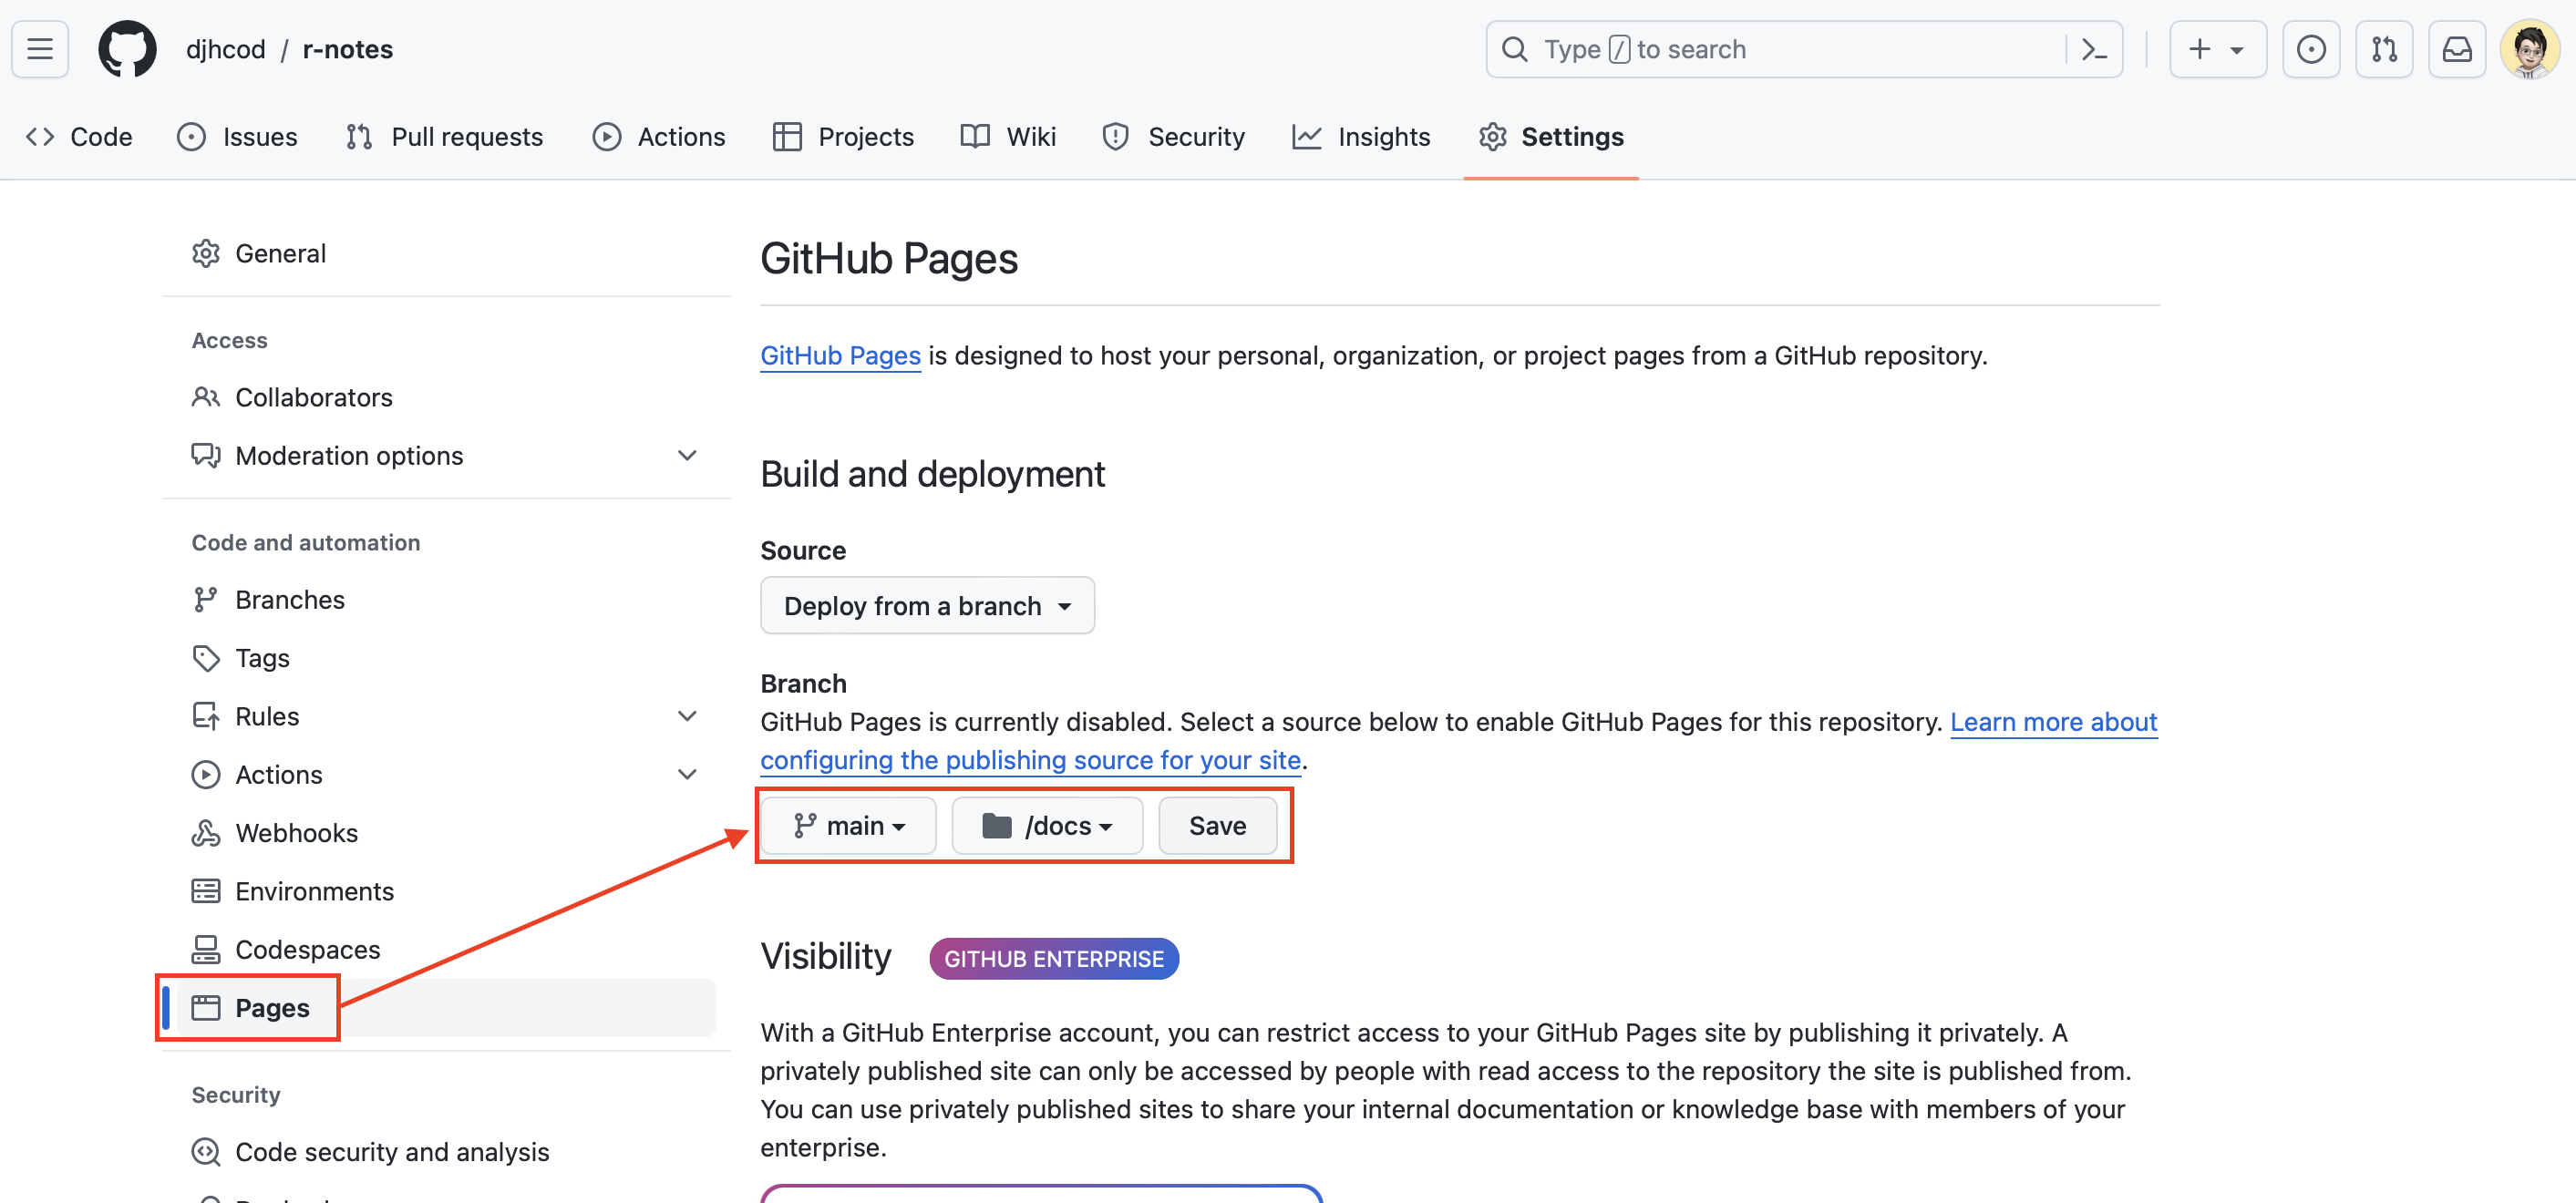 djhcod / r-notes
Type / to search
Code
Issues
Pull requests
Actions
Projects
Wiki
Security
Insights
Settings
General
Access
Collaborators
Moderation options
Code and automation
Branches
Tags
Rules
Actions
Webhooks
Environments
Codespaces
Pages
Security
Code security and analysis
GitHub Pages
GitHub Pages is designed to host your personal, organization, or project pages from a GitHub repository.
Build and deployment
Source
Deploy from a branch
Branch
GitHub Pages is currently disabled. Select a source below to enable GitHub Pages for this repository. Learn more about
configuring the publishing source for your site.
main
/docs
Save
Visibility
GITHUB ENTERPRISE
With a GitHub Enterprise account, you can restrict access to your GitHub Pages site by publishing it privately. A
privately published site can only be accessed by people with read access to the repository the site is published from.
You can use privately published sites to share your internal documentation or knowledge base with members of your
enterprise.